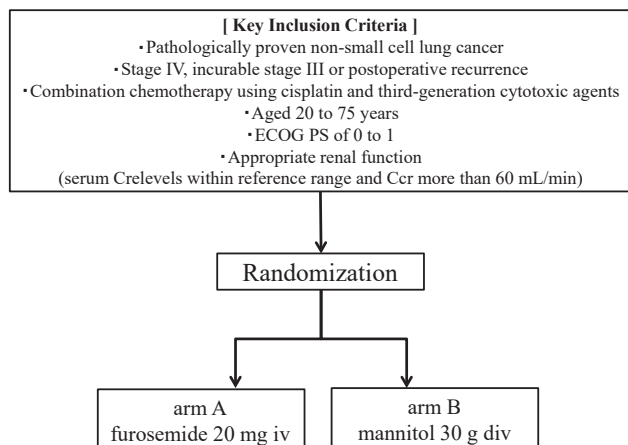 [ Key Inclusion Criteria ]
・Pathologically proven non-small cell lung cancer
・Stage IV, incurable stage III or postoperative recurrence
・Combination chemotherapy using cisplatin and third-generation cytotoxic agents
・Aged 20 to 75 years
・ECOG PS of 0 to 1
・Appropriate renal function
(serum Crelevels within reference range and Ccr more than 60 mL/min)
Randomization
arm A
furosemide 20 mg iv
arm B
mannitol 30 g div